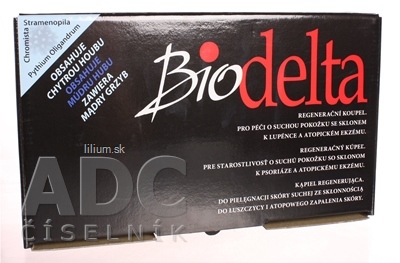 Chromista Stramenopila
Pythium Oligandrum
OBSAHUJE
CHYTROU HOUBU
OBSAHUJE
MÚDRU HUBU
ZAWIERA
MĄDRY GRZYB
Biodelta
REGENERAČNÍ KOUPEL.
PRO PÉČI O SUCHOU POKOŽKU SE SKLONEM
K LUPÉNCE A ATOPICKÉM EKZÉMU.
REGENERAČNÝ KÚPEL.
PRE STAROSTLIVOSŤ O SUCHÚ POKOŽKU SO SKLONOM
K PSORIÁZE A ATOPICKÉMU EKZÉMU.
KĄPIEL REGENERUJĄCA.
DO PIELĘGNACJI SKÓRY SUCHEJ ZE SKŁONNOŚCIĄ
DO ŁUSZCZYCY I ATOPOWEGO ZAPALENIA SKÓRY.
lilium.sk
ADC
ČÍSELNÍK